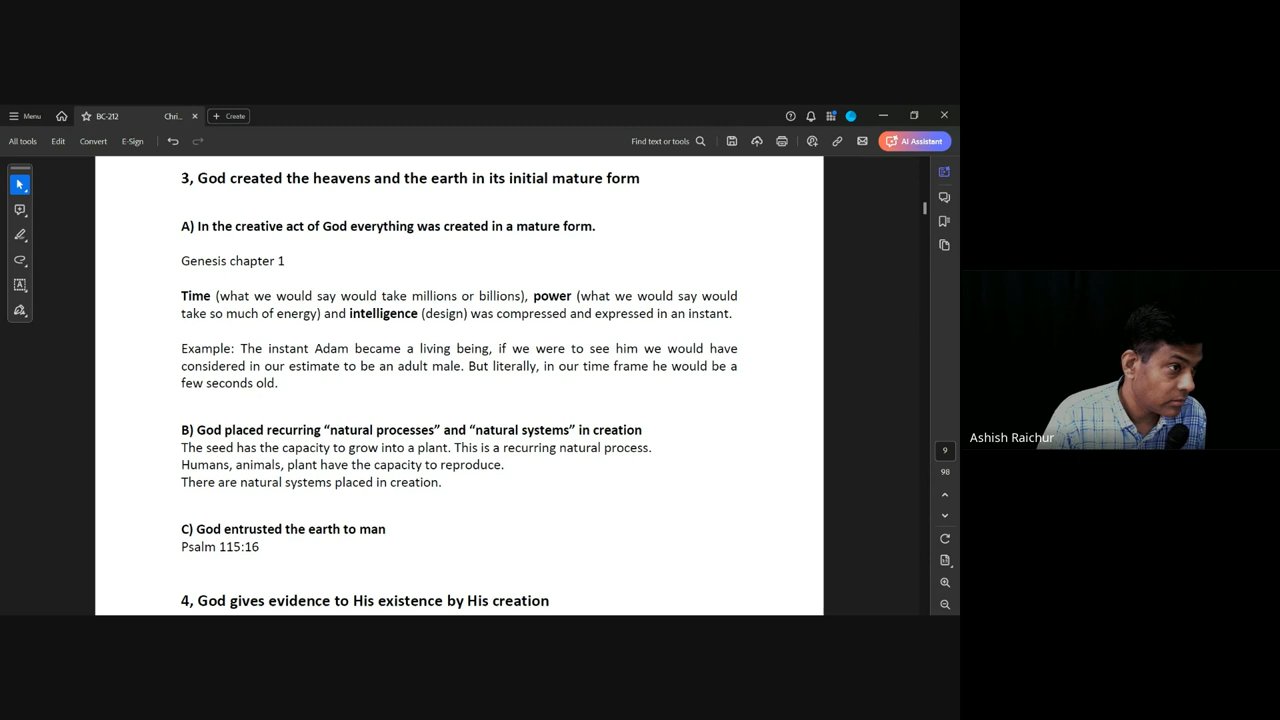 Menu
BC-212
Chri...
Create
All tools
Edit
Convert
E-Sign
Find text or tools
AI Assistant
3, God created the heavens and the earth in its initial mature form
A) In the creative act of God everything was created in a mature form.
Genesis chapter 1
Time (what we would say would take millions or billions), power (what we would say would
take so much of energy) and intelligence (design) was compressed and expressed in an instant.
Example: The instant Adam became a living being, if we were to see him we would have
considered in our estimate to be an adult male. But literally, in our time frame he would be a
few seconds old.
B) God placed recurring “natural processes” and “natural systems” in creation
The seed has the capacity to grow into a plant. This is a recurring natural process.
Humans, animals, plant have the capacity to reproduce.
There are natural systems placed in creation.
C) God entrusted the earth to man
Psalm 115:16
4, God gives evidence to His existence by His creation
9
98
Ashish Raichur